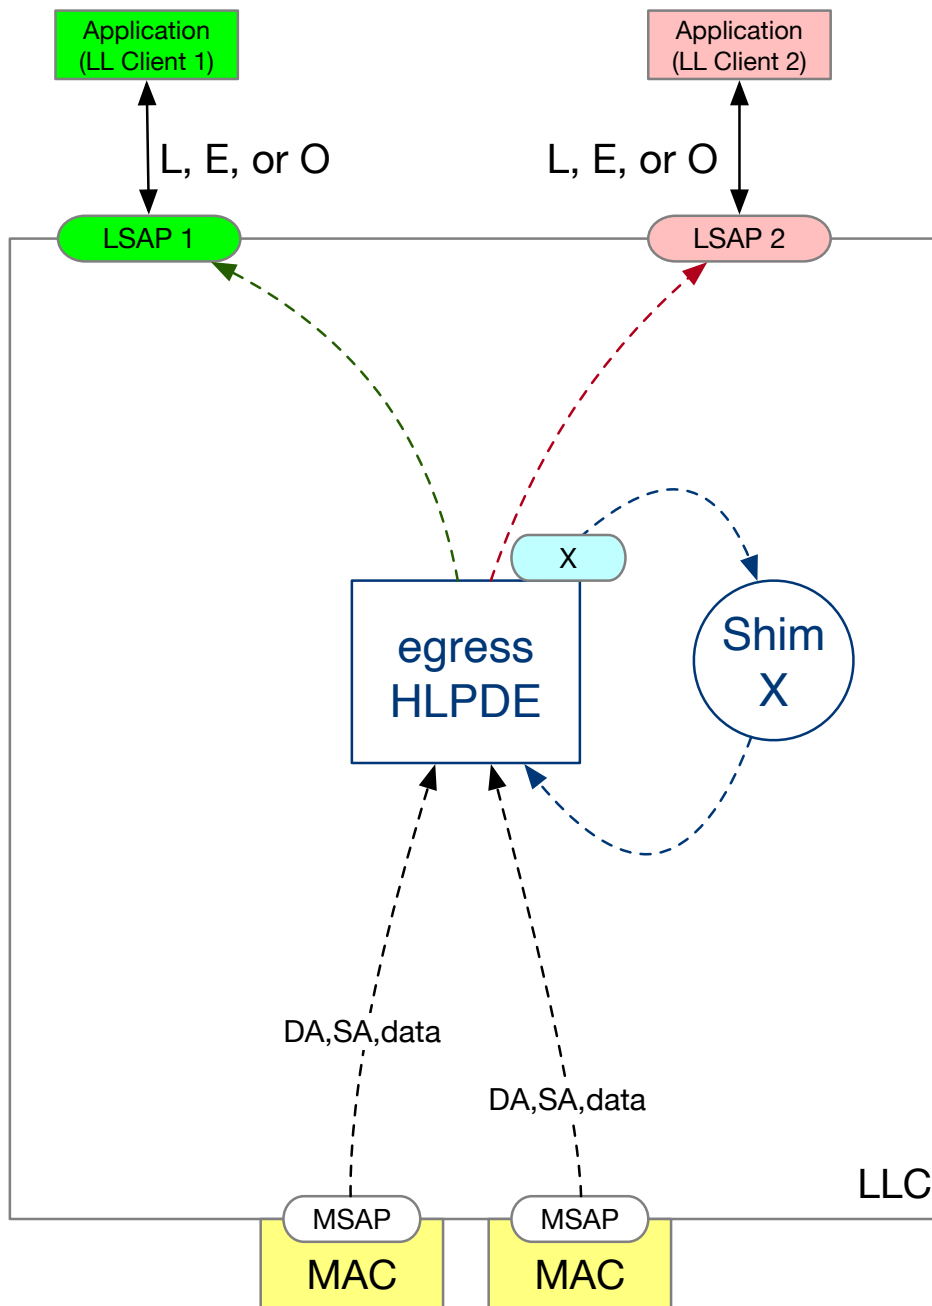 Application
(LL Client 1)
Application
(LL Client 2)
L, E, or O
L, E, or O
LSAP 1
LSAP 2
X
egress
HLPDE
Shim
X
DA,SA,data
DA,SA,data
LLC
MSAP
MSAP
MAC
MAC